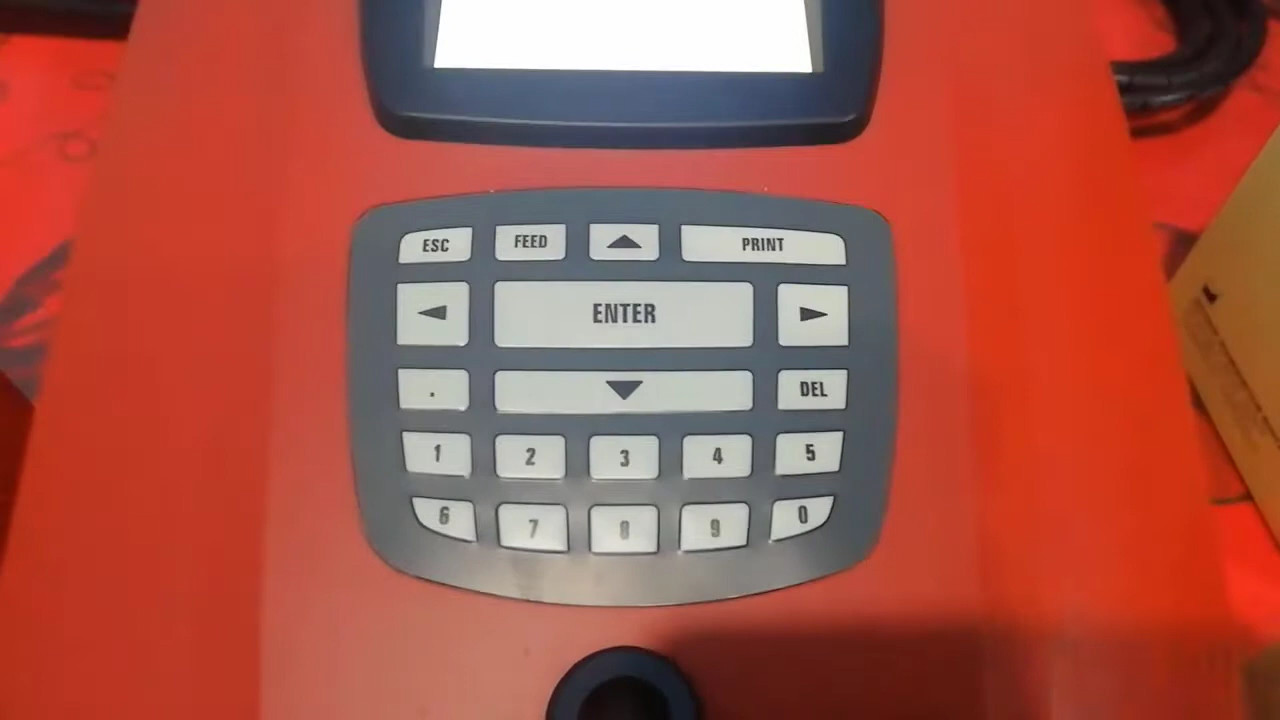 ESC FEED ▲ PRINT
◄ ENTER ►
. ▼ DEL
1 2 3 4 5
6 7 8 9 0